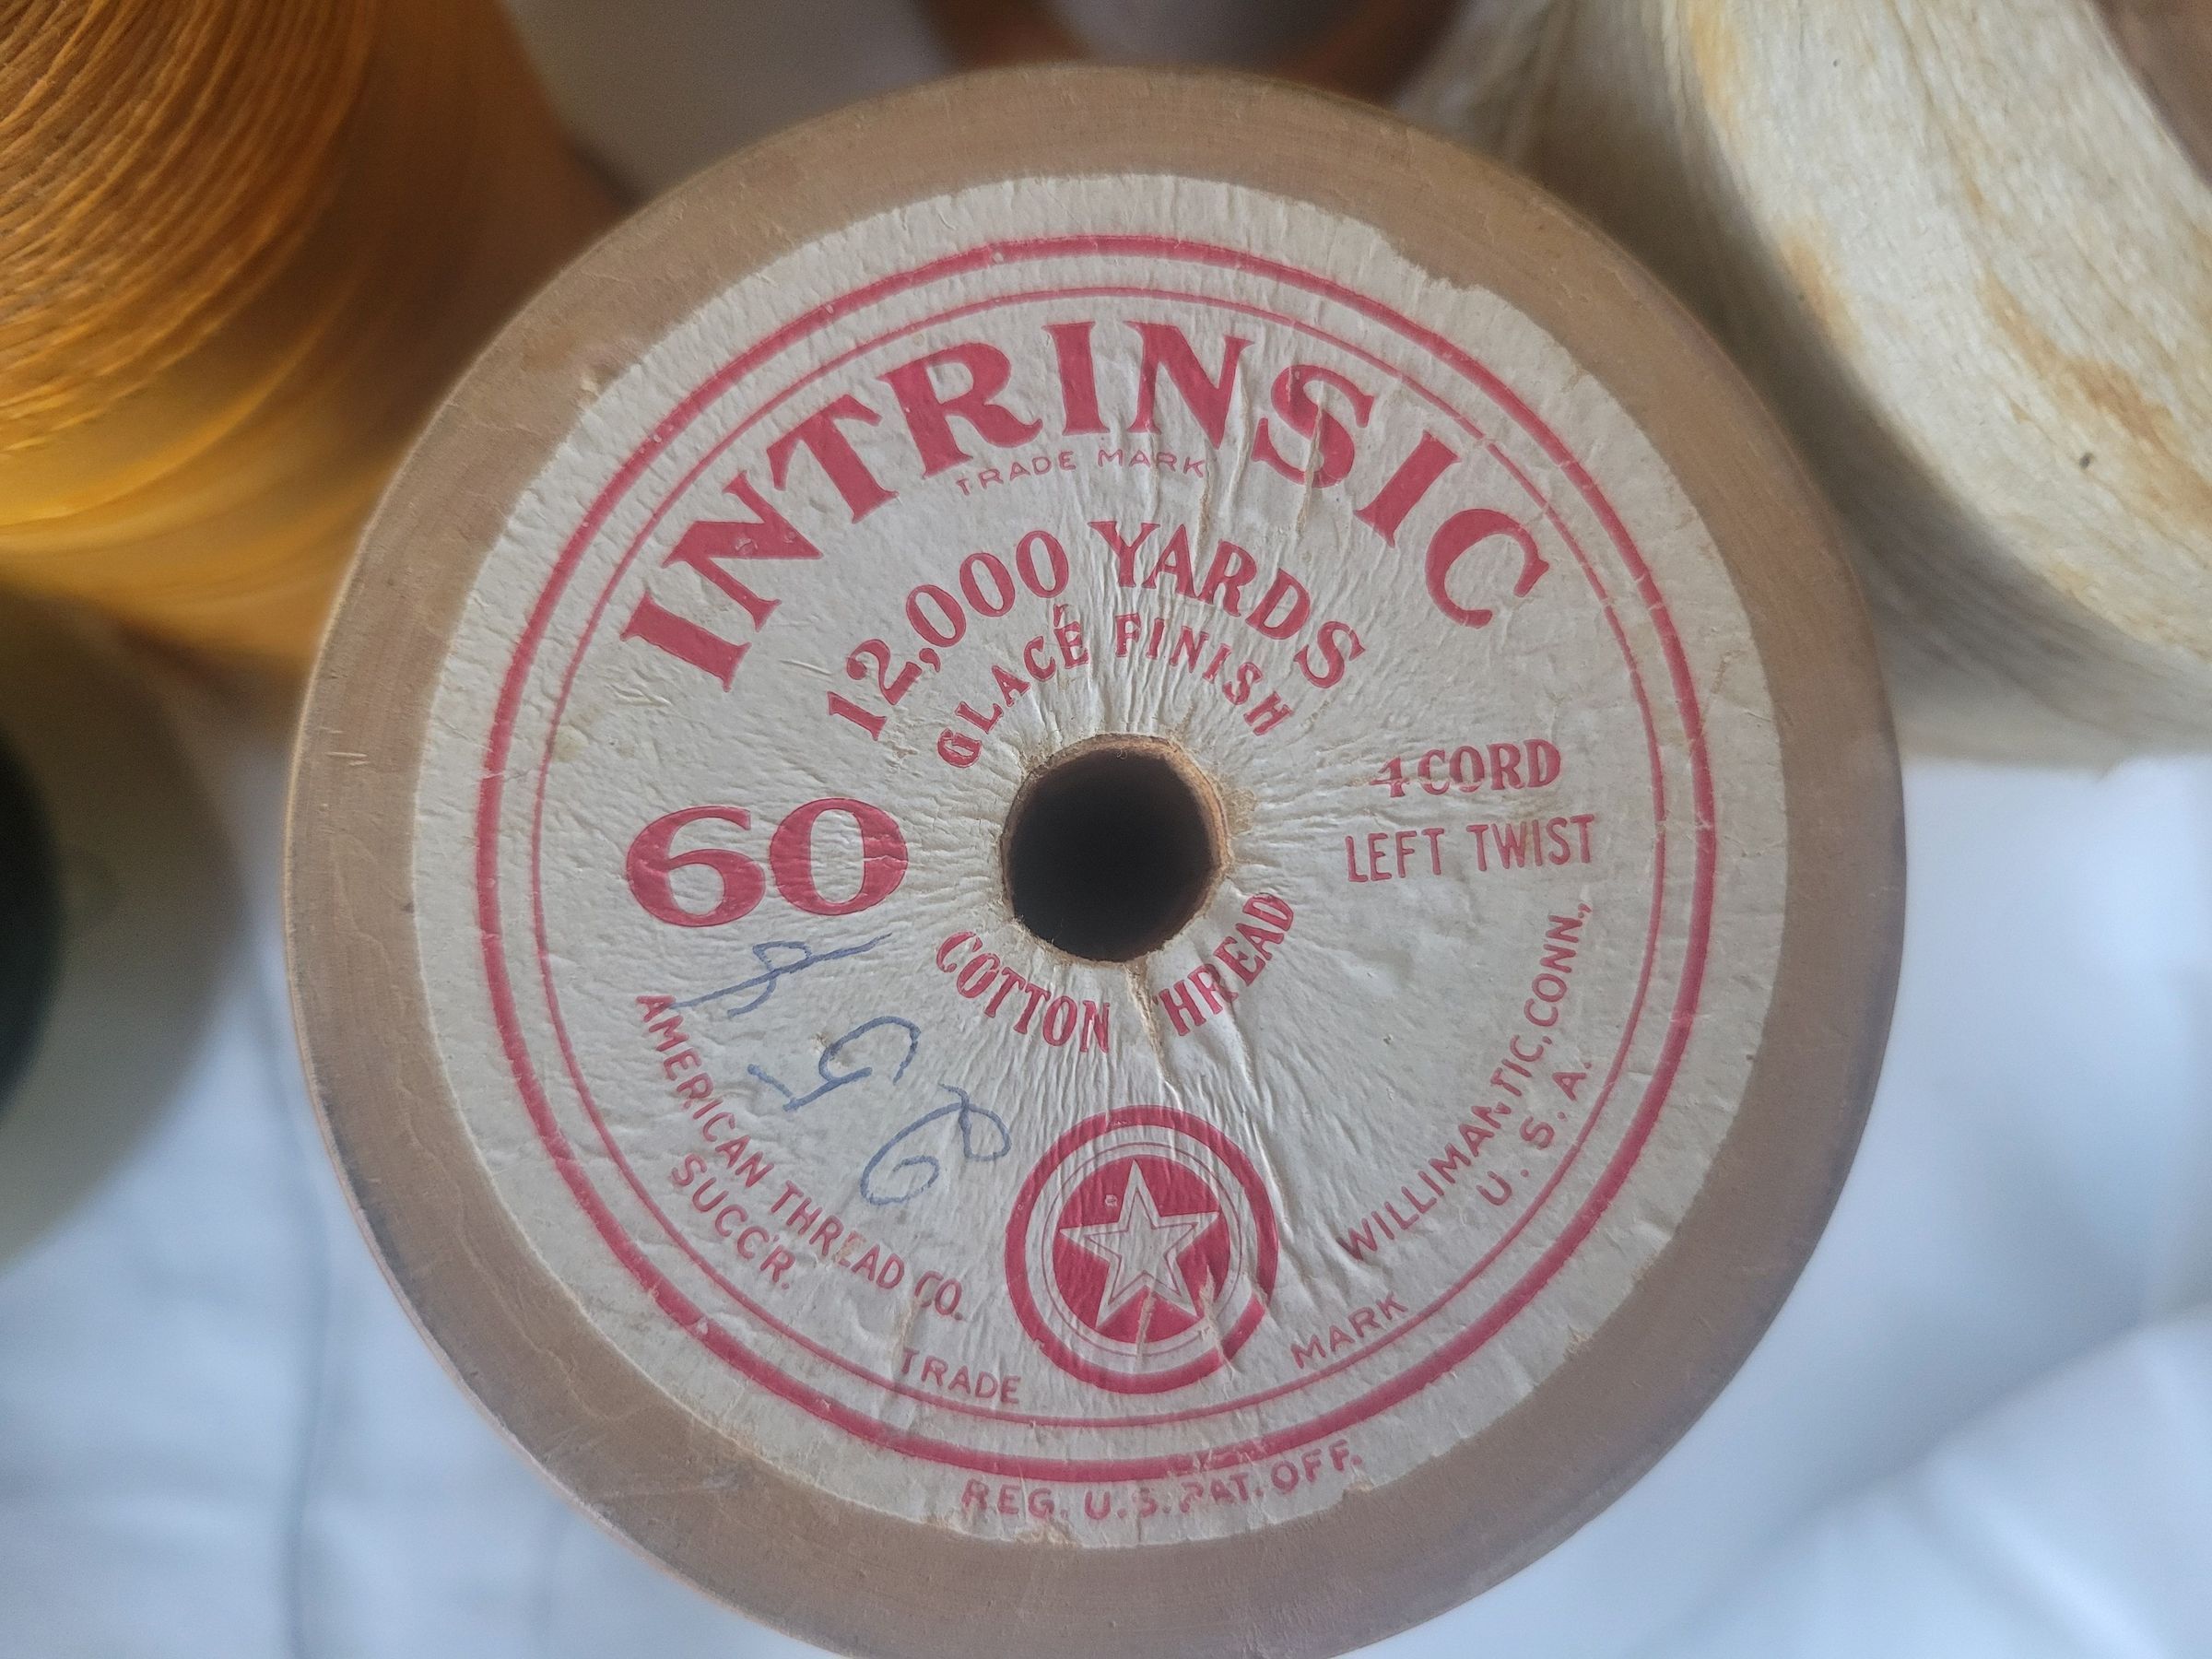 INTRINSIC
TRADE MARK
12,000 YARDS
GLACÉ FINISH
60
4 CORD
LEFT TWIST
COTTON THREAD
AMERICAN THREAD CO.
SUCC'R.
WILLIMANTIC, CONN.,
U. S. A.
TRADE MARK
REG. U. S. PAT. OFF.